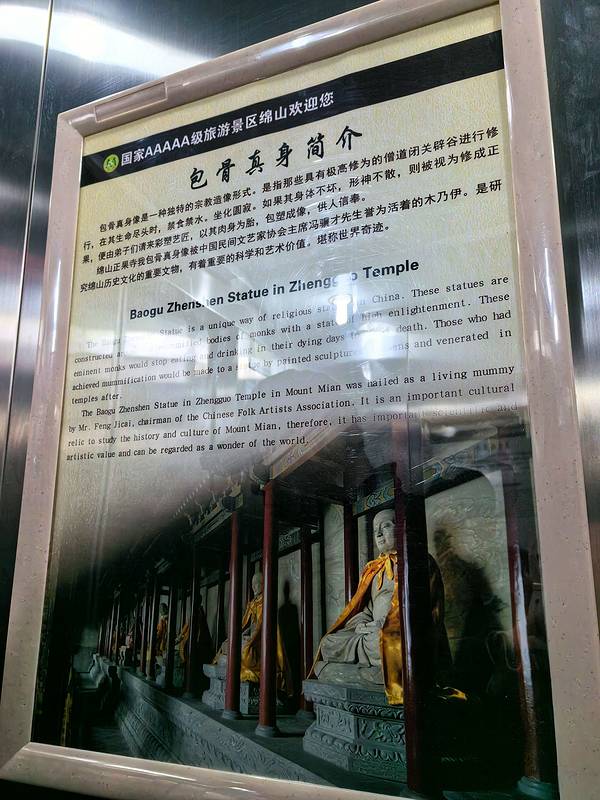 国家AAAAA级旅游景区绵山欢迎您
包骨真身简介
包骨真身像是一种独特的宗教造像形式。是指那些具有极高修为的僧道闭关辟谷进行修
行，在其生命尽头时，禁食禁水。坐化圆寂。如果其身体不坏，形神不散，则被视为修成正
果，便由弟子们请来彩塑艺匠，以其肉身为胎，包塑成像，供人信奉。
绵山正果寺我包骨真身像被中国民间文艺家协会主席冯骥才先生誉为活着的木乃伊。是研
究绵山历史文化的重要文物，有着重要的科学和艺术价值。堪称世界奇迹。
Baogu Zhenshen Statue in Zhengguo Temple
The Statue is a unique way of religious in China. These statues are
constructed bodies of monks with a state of high enlightenment. These
eminent monks would stop eating and drinking in their dying days death. Those who had
achieved mummification would be made to a by painted and venerated in
temples after.
The Baogu Zhenshen Statue in Zhengguo Temple in Mount Mian was hailed as a living mummy
by Mr. Feng Jicai, chairman of the Chinese Folk Artists Association. It is an important cultural
relic to study the history and culture of Mount Mian, therefore, it has important scientific and
artistic value and can be regarded as a wonder of the world.